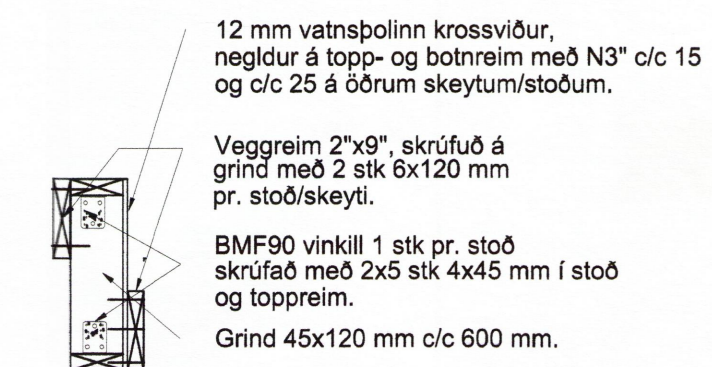 12 mm vatnsþolinn krossviður,
negldur á topp- og botnreim með N3" c/c 15
og c/c 25 á öðrum skeytum/stoðum.
Veggreim 2"x9", skrúfuð á
grind með 2 stk 6x120 mm
pr. stoð/skeyti.
BMF90 vinkill 1 stk pr. stoð
skrúfað með 2x5 stk 4x45 mm í stoð
og toppreim.
Grind 45x120 mm c/c 600 mm.